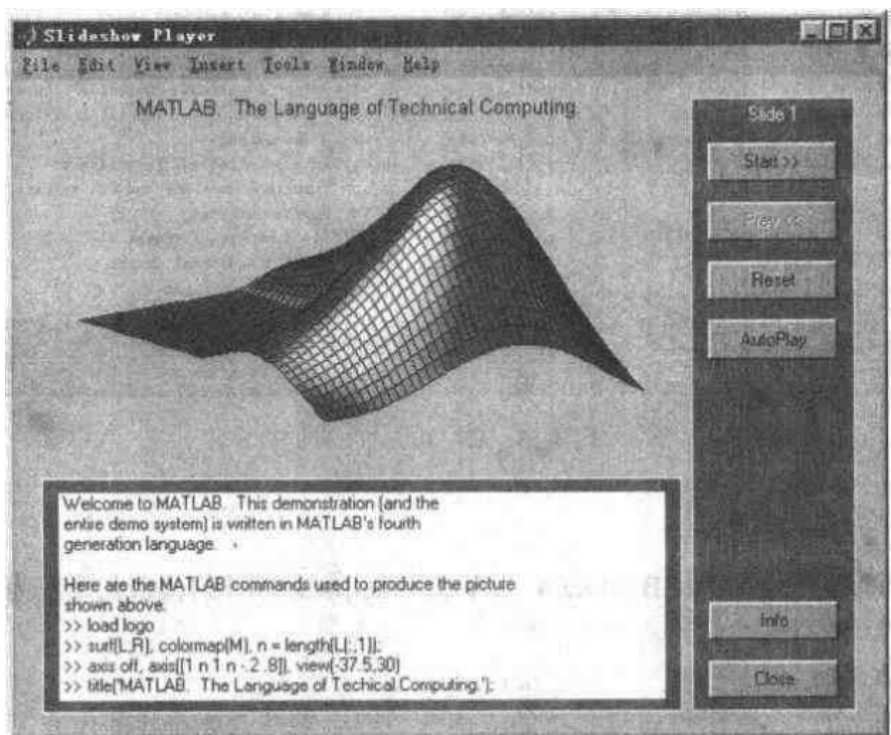 Slideshow Player
File Edit View Insert Tools Window Help
MATLAB. The Language of Technical Computing.
Slide 1
Start >>
Prev <<
Reset
AutoPlay
Info
Close
Welcome to MATLAB. This demonstration (and the
entire demo system) is written in MATLAB's fourth
generation language.
Here are the MATLAB commands used to produce the picture
shown above.
>> load logo
>> surf(L,R), colormap(M), n = length(L(:,1));
>> axis off, axis([1 n 1 n -.2 .8]), view(-37.5,30)
>> title('MATLAB. The Language of Techical Computing.');